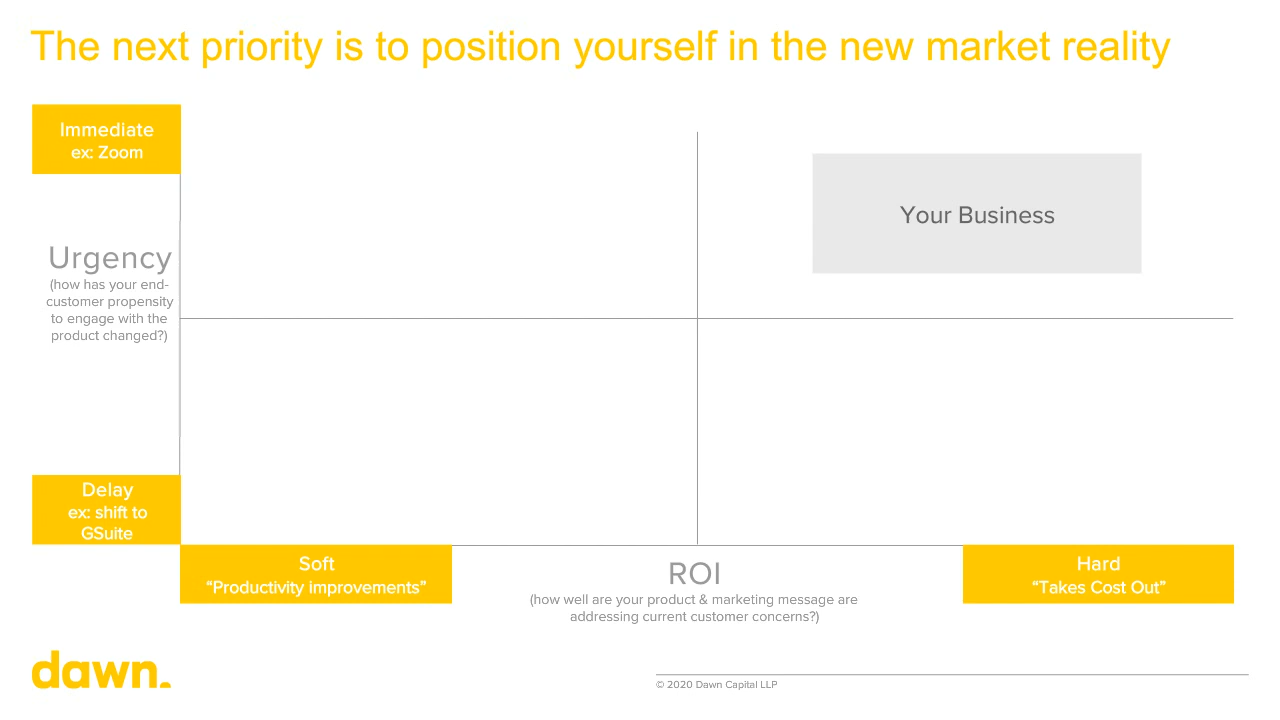 The next priority is to position yourself in the new market reality
Immediate
ex: Zoom
Your Business
Urgency
(how has your end-
customer propensity
to engage with the
product changed?)
Delay
ex: shift to
GSuite
Soft
“Productivity improvements”
ROI
(how well are your product & marketing message are
addressing current customer concerns?)
Hard
“Takes Cost Out”
dawn.
© 2020 Dawn Capital LLP